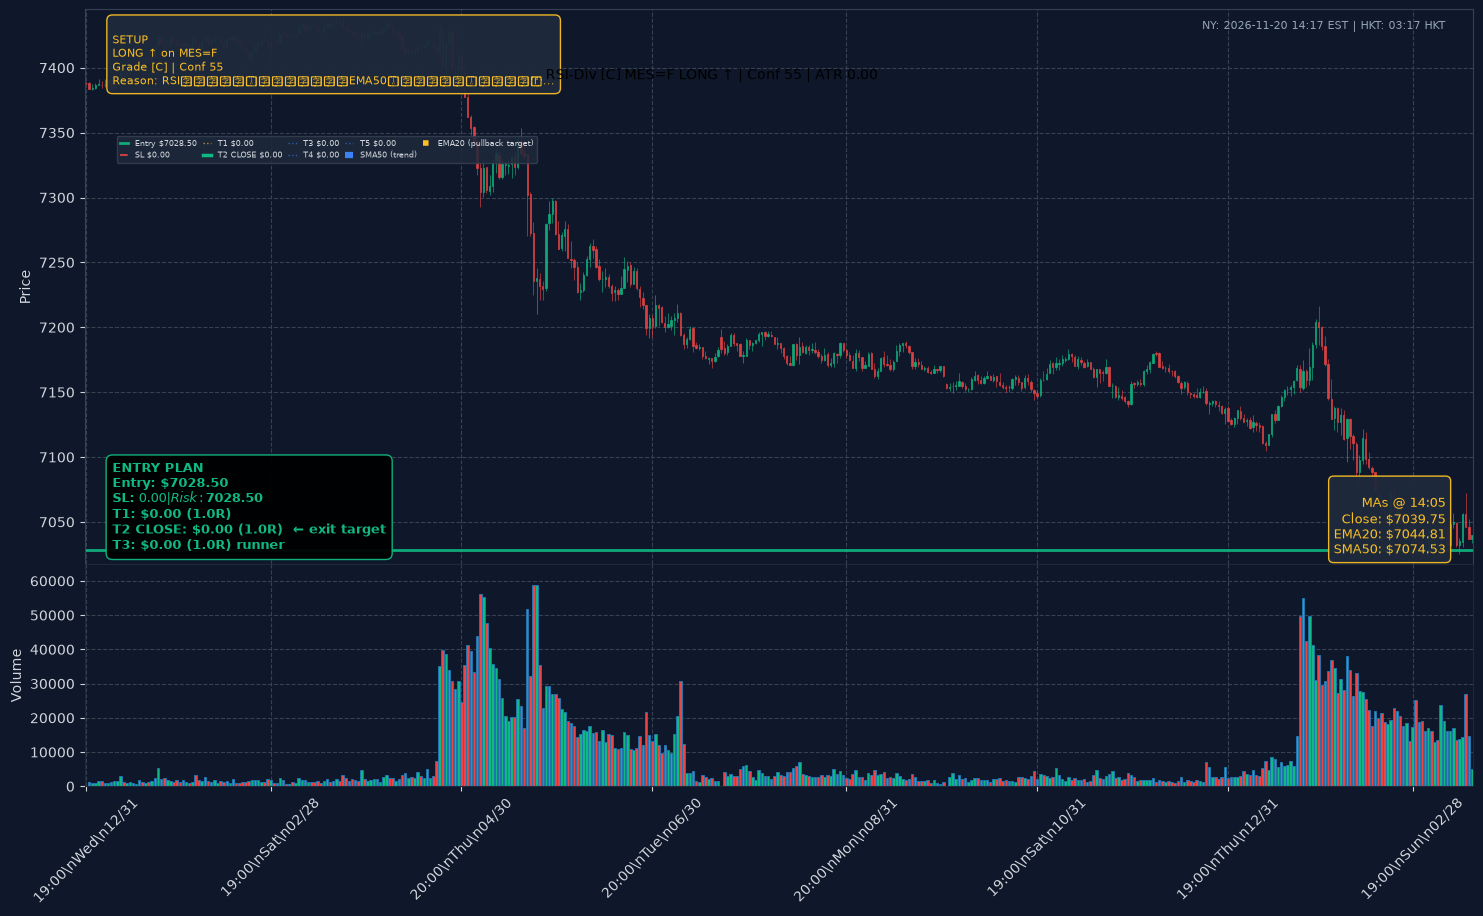 NY: 2026-11-20 14:17 EST | HKT: 03:17 HKT
SETUP
LONG ↑ on MES=F
Grade [C] | Conf 55
Reason: RSI EMA50 ...
RSI-Div [C] MES=F LONG ↑ | Conf 55 | ATR 0.00
Entry $7028.50
SL $0.00
T1 $0.00
T2 CLOSE $0.00
T3 $0.00
T4 $0.00
T5 $0.00
SMA50 (trend)
EMA20 (pullback target)
Price
7400
7350
7300
7250
7200
7150
7100
7050
ENTRY PLAN
Entry: $7028.50
SL: 0.00|Risk:7028.50
T1: $0.00 (1.0R)
T2 CLOSE: $0.00 (1.0R) ← exit target
T3: $0.00 (1.0R) runner
MAs @ 14:05
Close: $7039.75
EMA20: $7044.81
SMA50: $7074.53
Volume
60000
50000
40000
30000
20000
10000
0
19:00\nWed\n12/31
19:00\nSat\n02/28
20:00\nThu\n04/30
20:00\nTue\n06/30
20:00\nMon\n08/31
19:00\nSat\n10/31
19:00\nThu\n12/31
19:00\nSun\n02/28